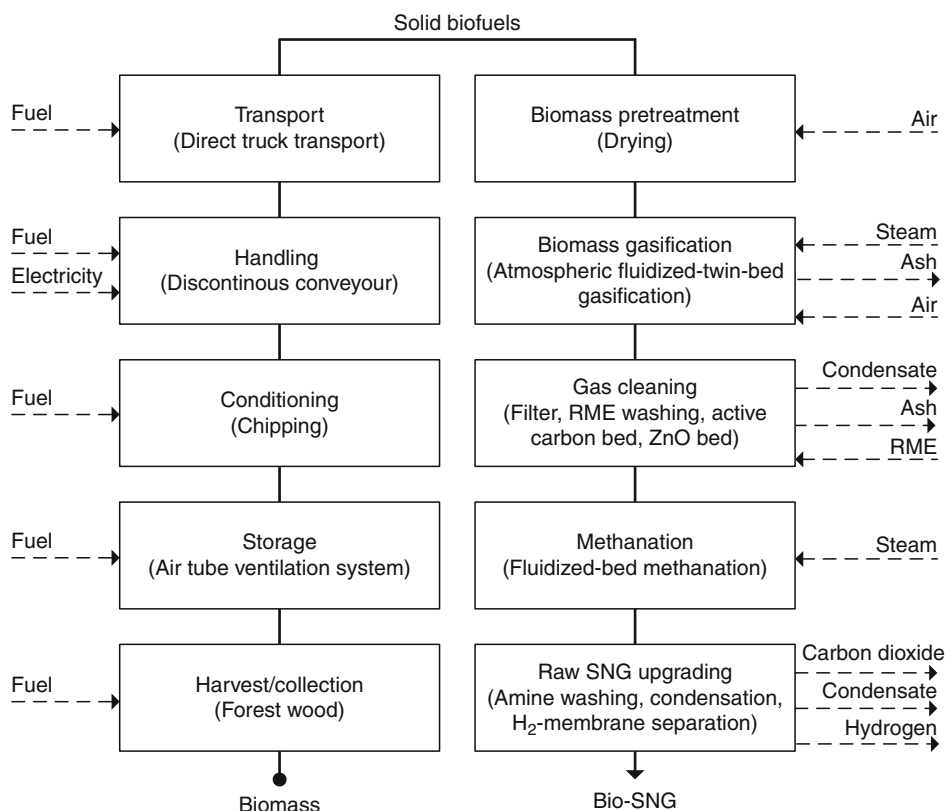 Solid biofuels
Fuel
Transport
(Direct truck transport)
Biomass pretreatment
(Drying)
Air
Fuel
Electricity
Handling
(Discontinous conveyour)
Biomass gasification
(Atmospheric fluidized-twin-bed
gasification)
Steam
Ash
Air
Fuel
Conditioning
(Chipping)
Gas cleaning
(Filter, RME washing, active
carbon bed, ZnO bed)
Condensate
Ash
RME
Fuel
Storage
(Air tube ventilation system)
Methanation
(Fluidized-bed methanation)
Steam
Fuel
Harvest/collection
(Forest wood)
Raw SNG upgrading
(Amine washing, condensation,
H₂-membrane separation)
Carbon dioxide
Condensate
Hydrogen
Biomass
Bio-SNG